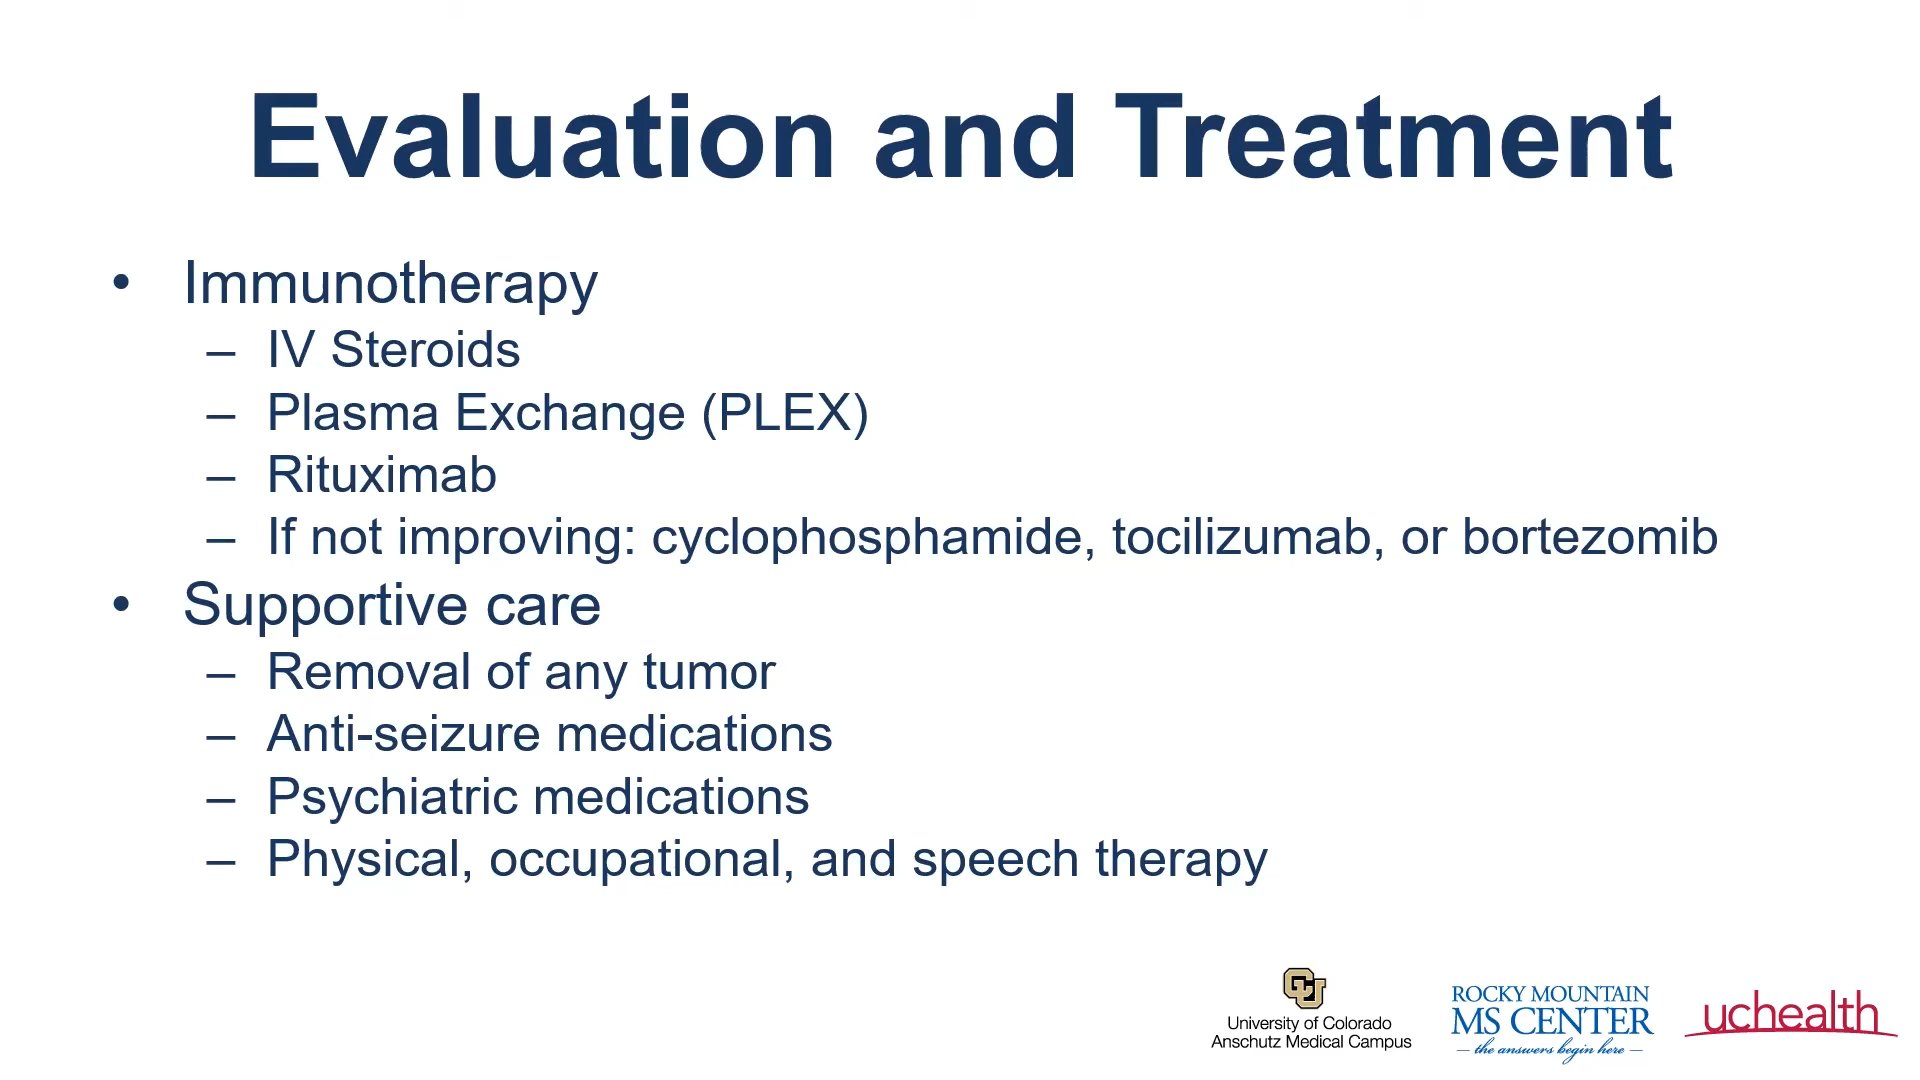 Evaluation and Treatment
• Immunotherapy
– IV Steroids
– Plasma Exchange (PLEX)
– Rituximab
– If not improving: cyclophosphamide, tocilizumab, or bortezomib
• Supportive care
– Removal of any tumor
– Anti-seizure medications
– Psychiatric medications
– Physical, occupational, and speech therapy
CU
University of Colorado
Anschutz Medical Campus
ROCKY MOUNTAIN
MS CENTER
– the answers begin here –
uchealth